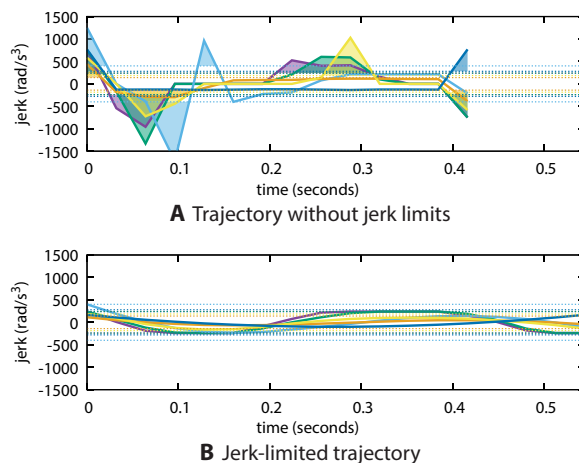 1500
1000
500
0
-500
-1000
1500
jerk (rad/s³)
0 0.1 0.2 0.3 0.4 0.5
time (seconds)
A Trajectory without jerk limits
1500
1000
500
0
-500
-1000
1500
jerk (rad/s³)
0 0.1 0.2 0.3 0.4 0.5
time (seconds)
B Jerk-limited trajectory